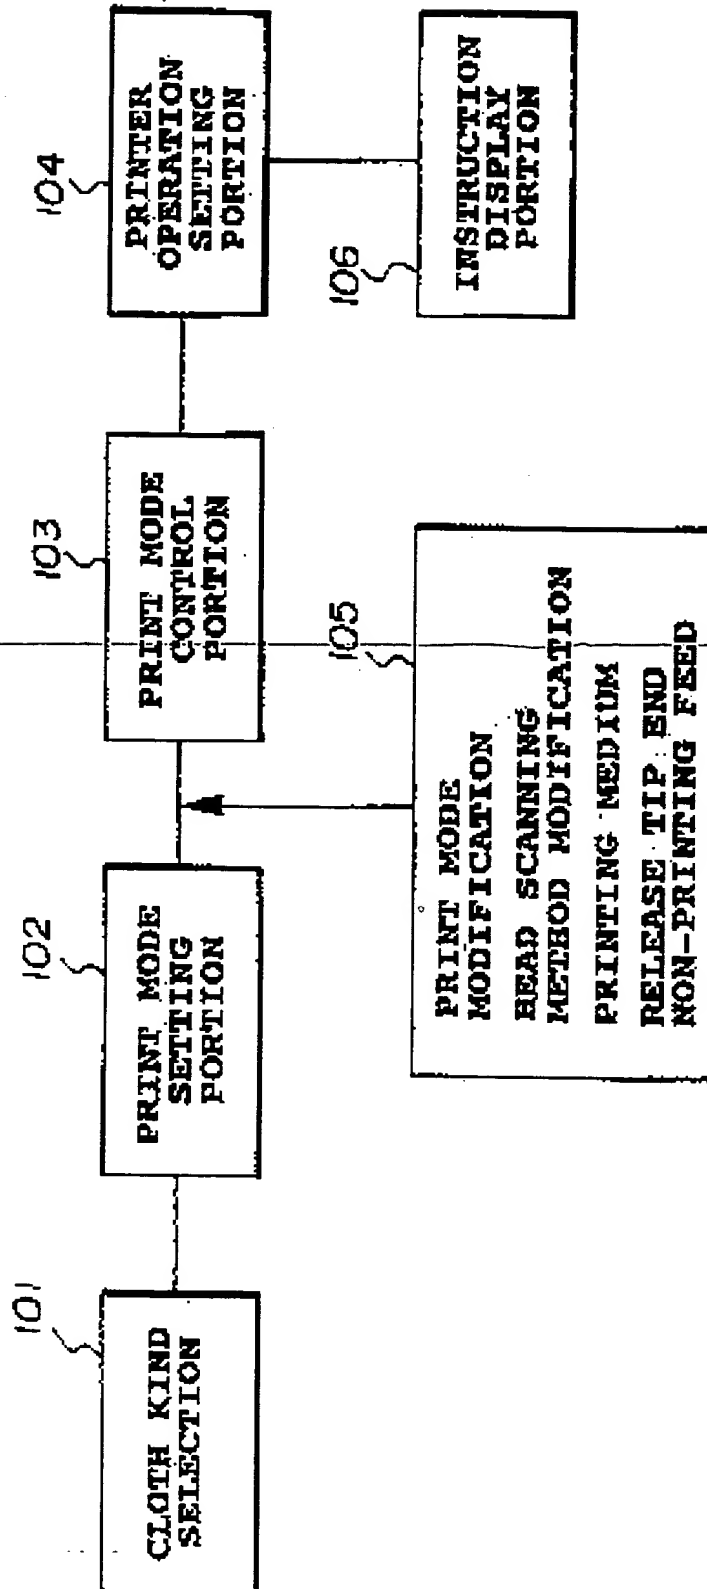 101
CLOTH KIND
SELECTION
102
PRINT MODE
SETTING
PORTION
103
PRINT MODE
CONTROL
PORTION
104
PRINTER
OPERATION
SETTING
PORTION
105
PRINT MODE
MODIFICATION
HEAD SCANNING
METHOD MODIFICATION
PRINTING MEDIUM
RELEASE TIP END
NON-PRINTING FEED
106
INSTRUCTION
DISPLAY
PORTION